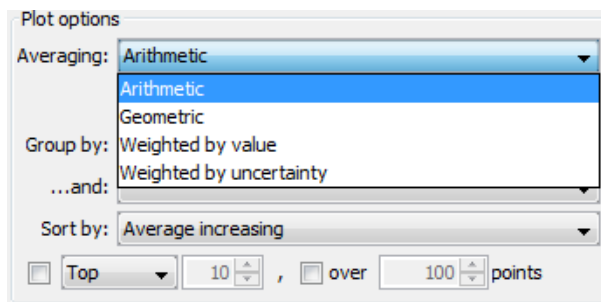 Plot options
Averaging: Arithmetic
Arithmetic
Geometric
Group by: Weighted by value
Weighted by uncertainty
...and:
Sort by: Average increasing
Top 10 , over 100 points